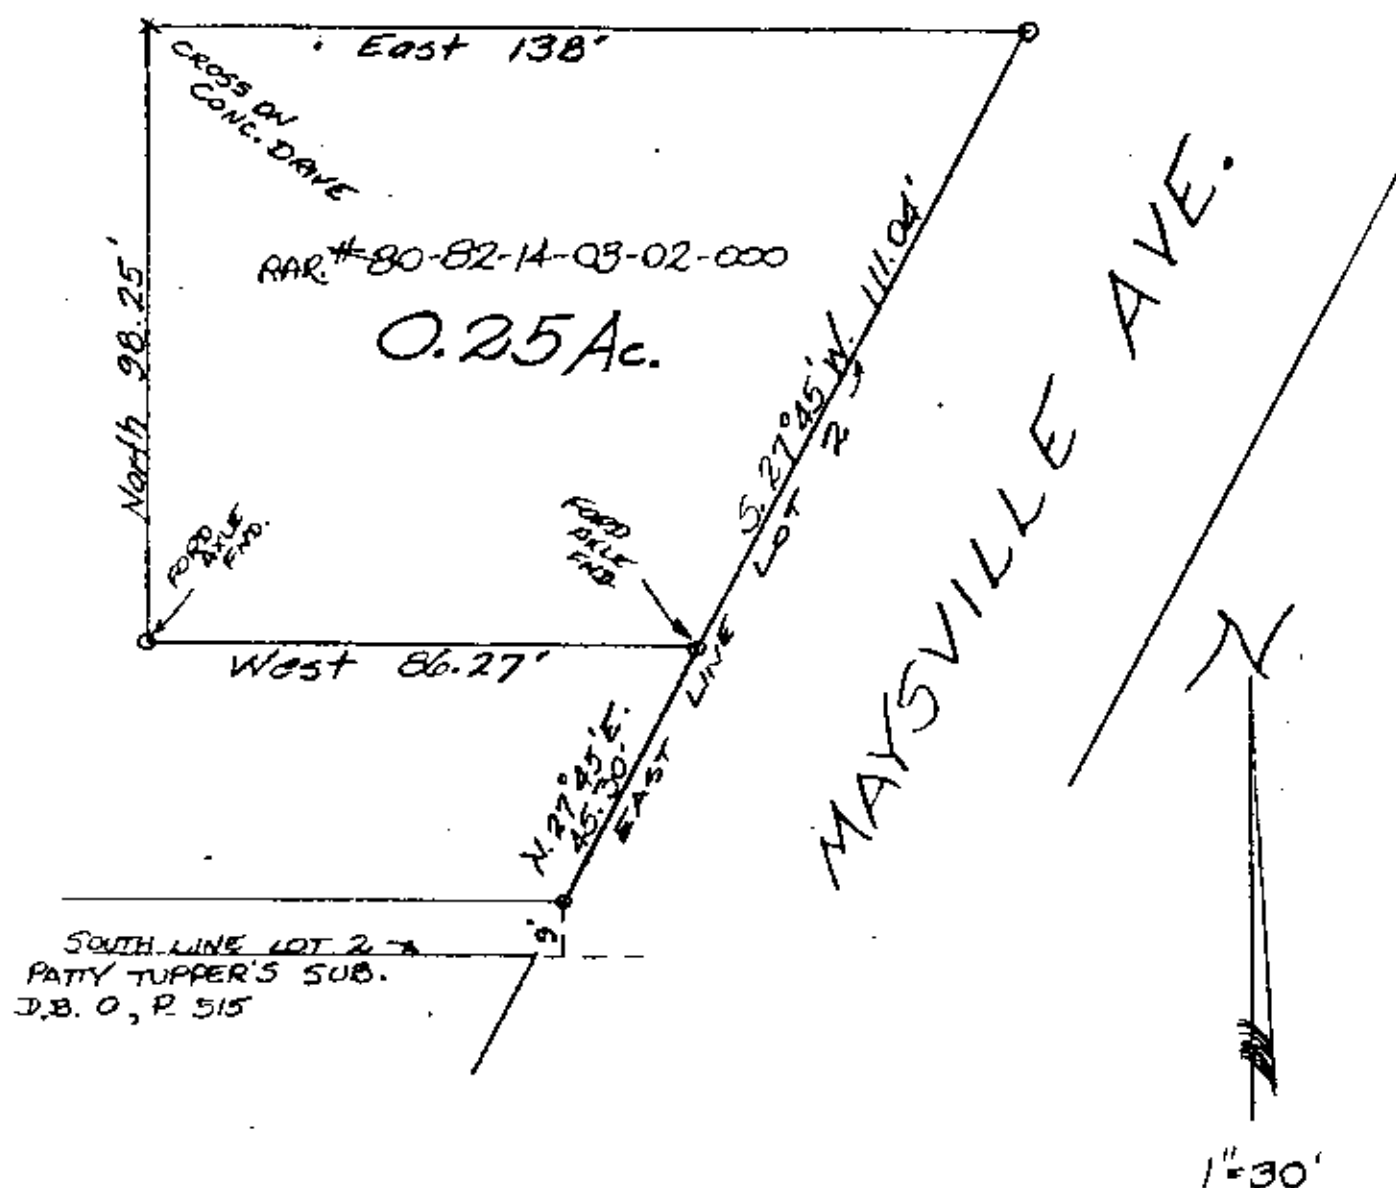 East 138'
CROSS ON
CONC. DRIVE
North 98.25'
PAR. #-80-82-14-03-02-000
0.25 Ac.
S. 27° 45' W. 111.04'
FORD
AXLE
FND.
FORD
AXLE
FND.
West 86.27'
EAST LINE LOT 2
MAYSVILLE AVE.
N. 27° 45' E.
45.30'
9'
SOUTH LINE LOT 2
PATTY TUPPER'S SUB.
D.B. O, P. 515
N
1"=30'